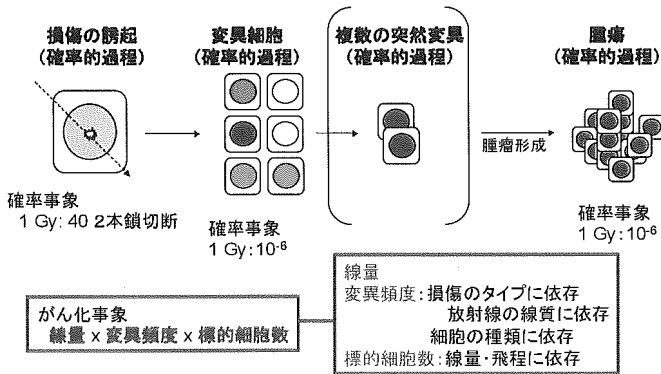 損傷の誘起
(確率的過程)
変異細胞
(確率的過程)
複数の突然変異
(確率的過程)
腫瘍
(確率的過程)
腫瘤形成
確率事象
1 Gy: 40 2本鎖切断
確率事象
1 Gy:10-6
確率事象
1 Gy:10-6
がん化事象
線量 x 変異頻度 x 標的細胞数
線量
変異頻度:損傷のタイプに依存
放射線の線質に依存
細胞の種類に依存
標的細胞数:線量・飛程に依存